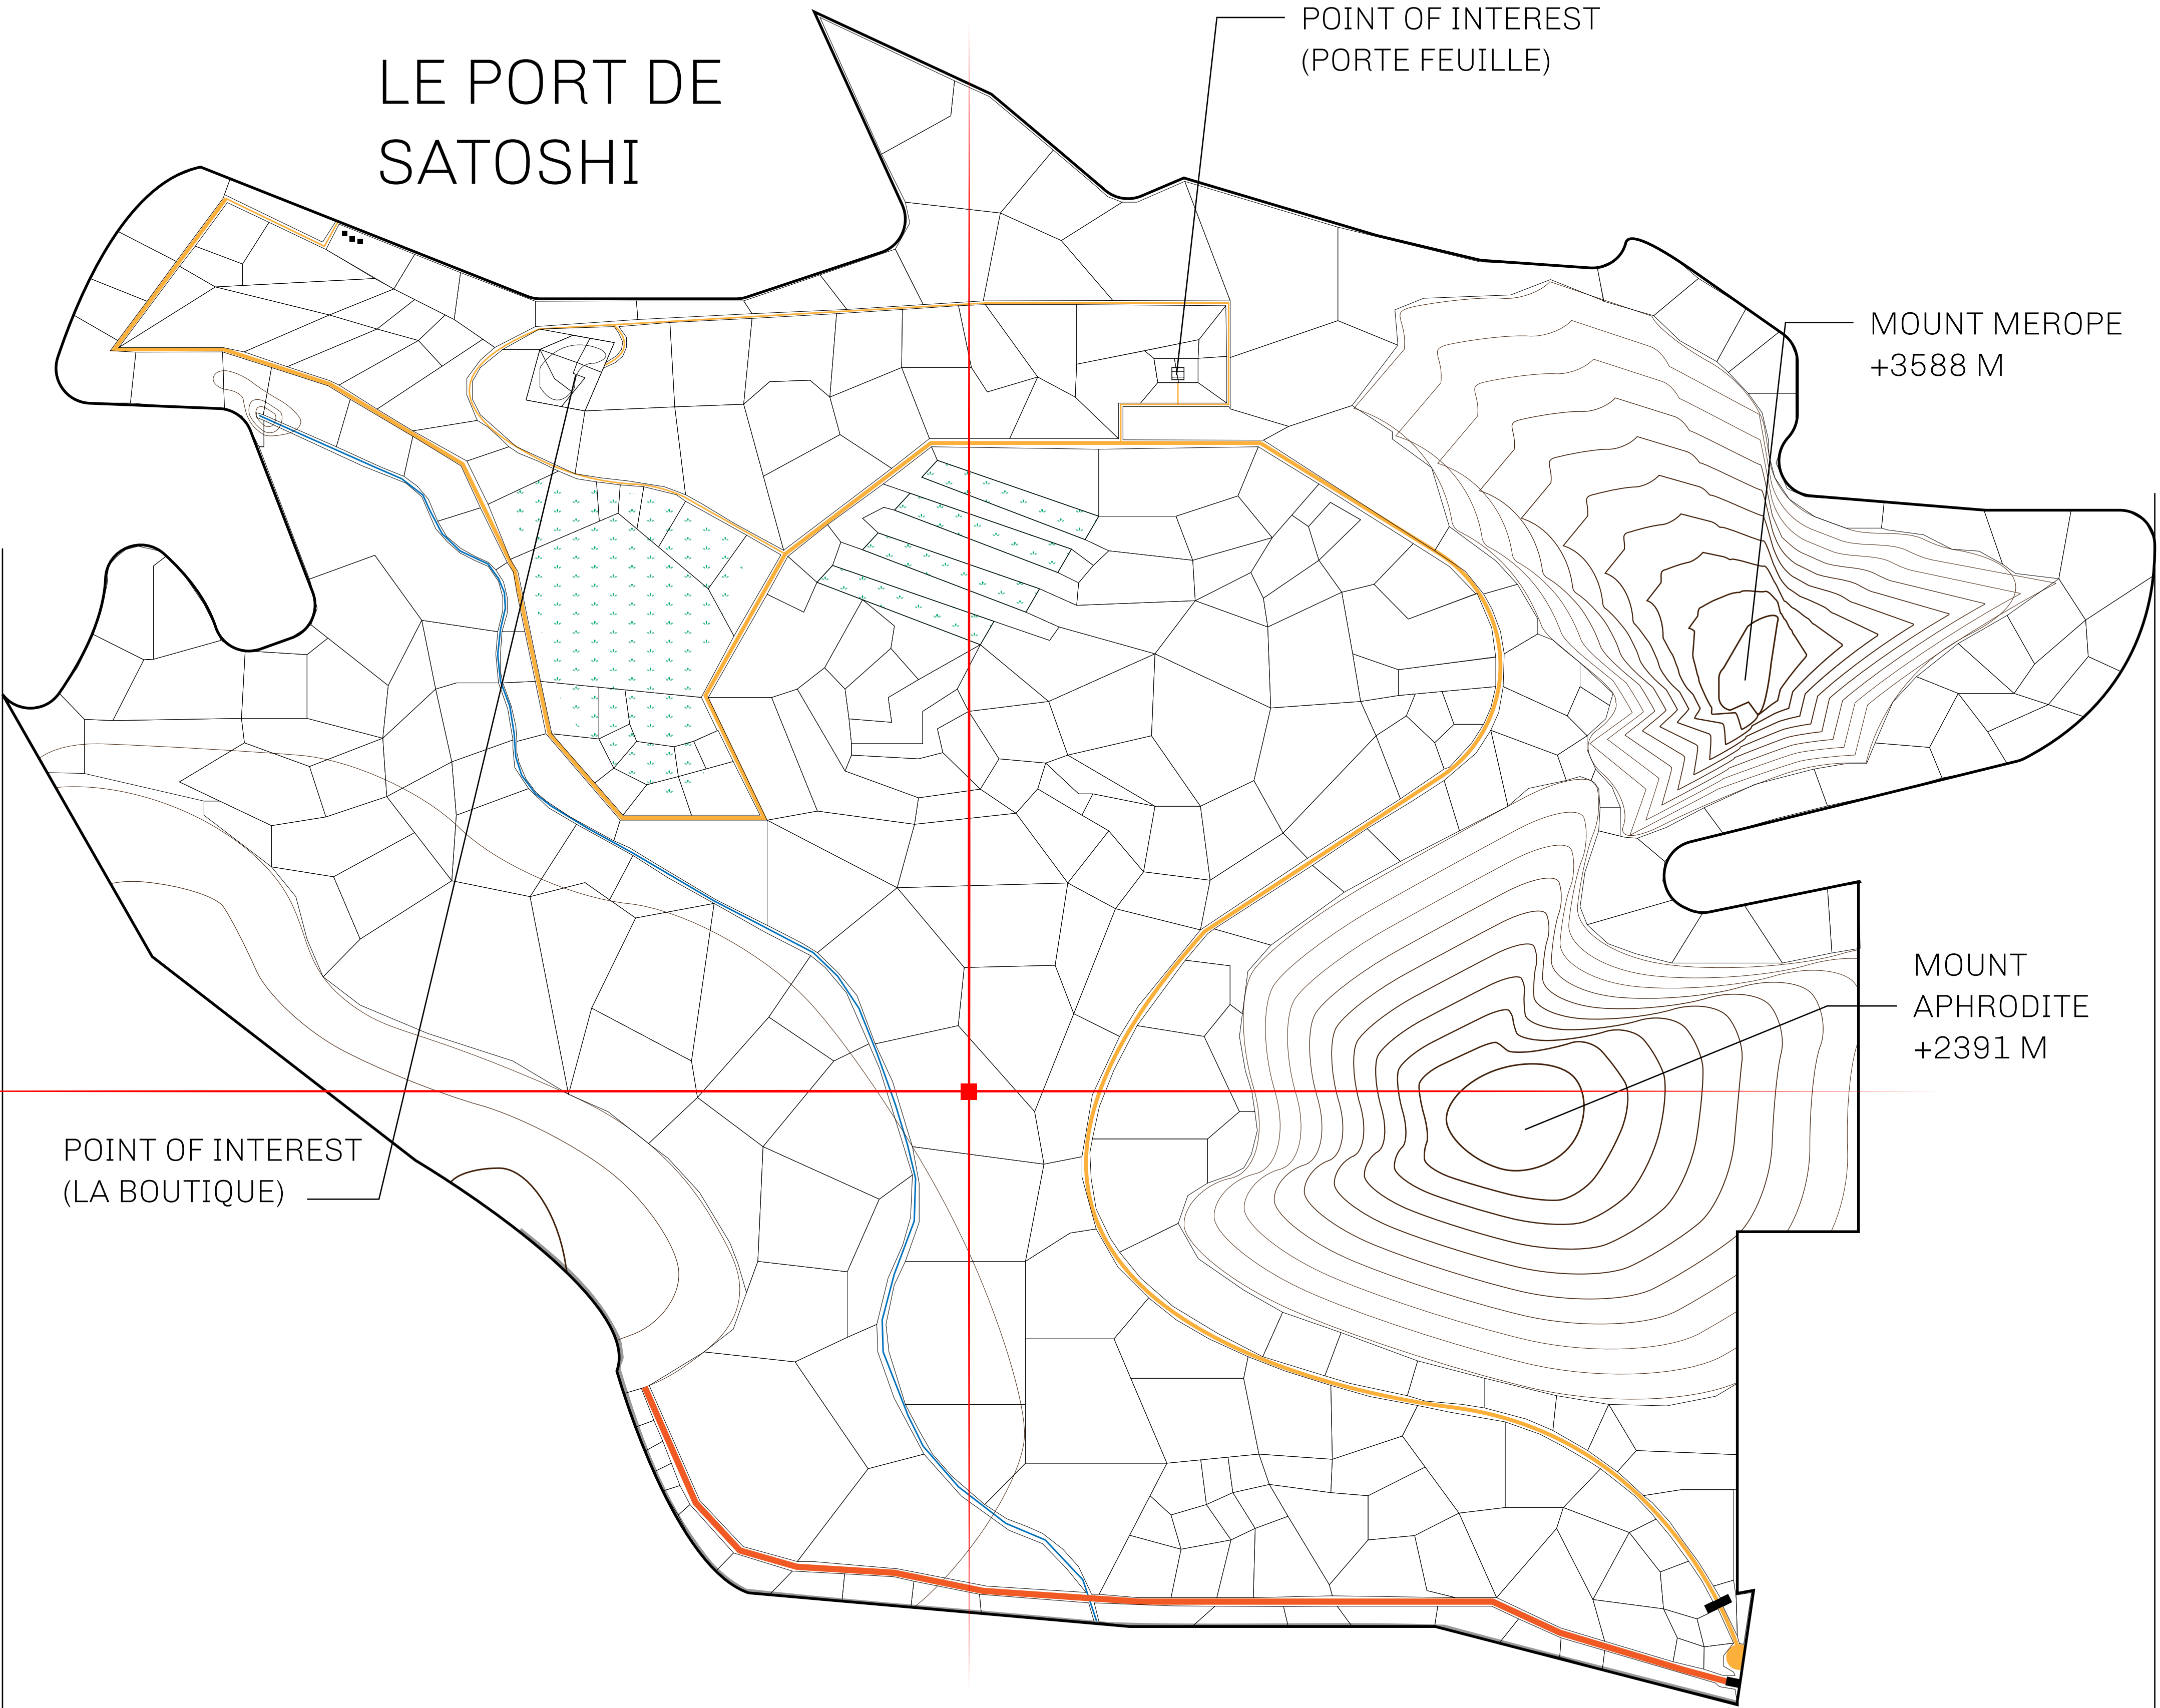 LE PORT DE
SATOSHI
POINT OF INTEREST
(PORTE FEUILLE)
MOUNT MEROPE
+3588 M
MOUNT
APHRODITE
+2391 M
POINT OF INTEREST
(LA BOUTIQUE)